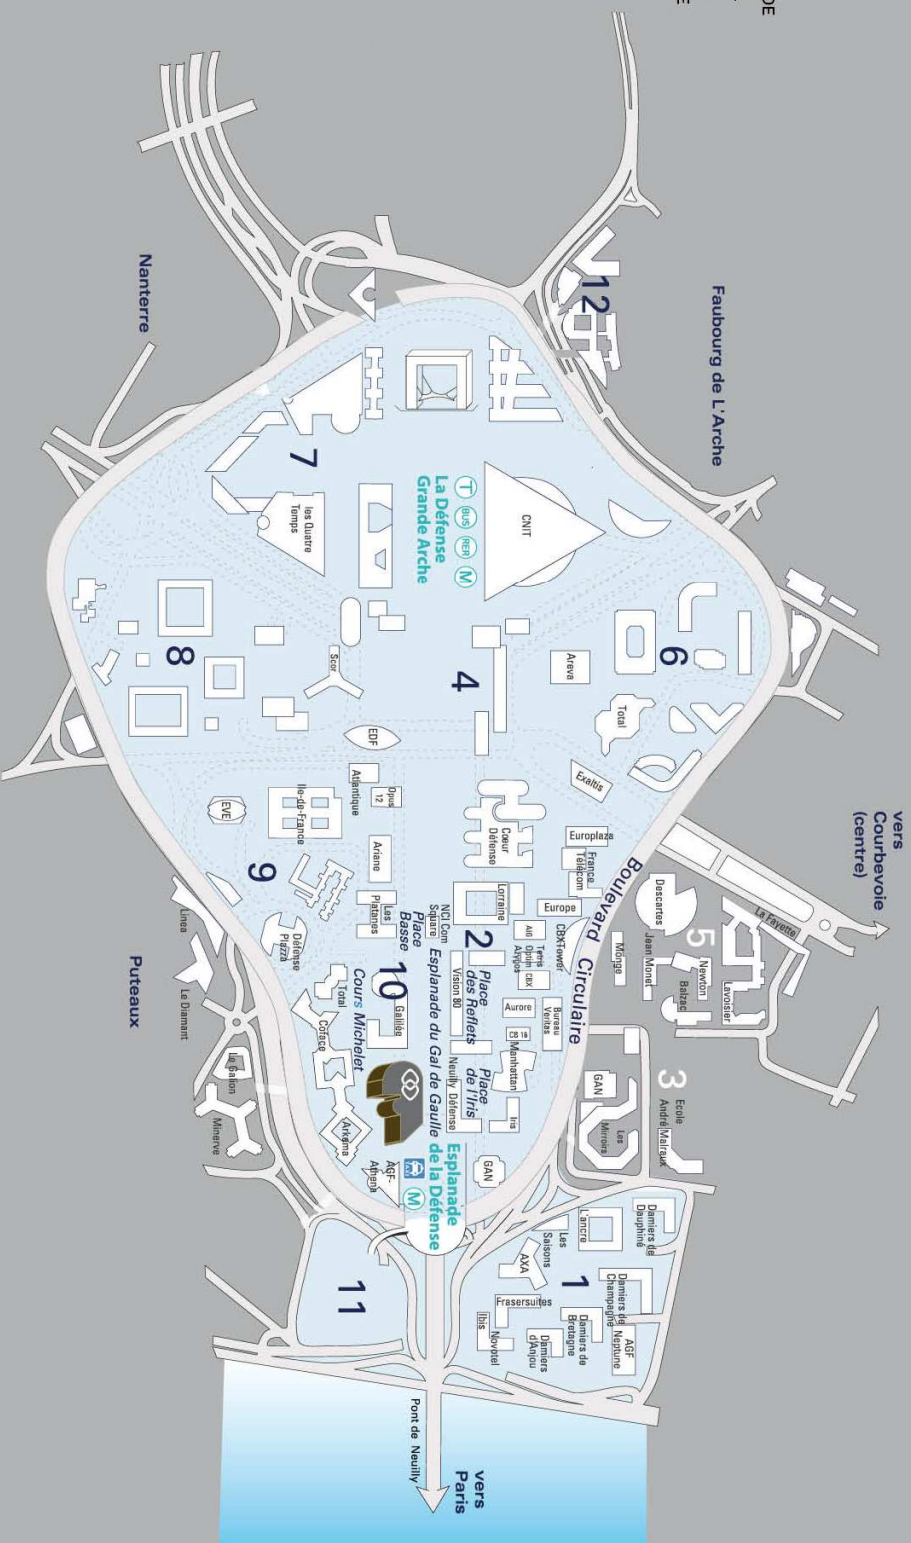 DE
E
Faubourg de L'Arche
12
Nanterre
7
les Quatre
Temps
La Défense
Grande Arche
T BUS RER M
CNIT
6
Areva
Total
4
8
Scor
EDF
Exaltis
vers
Courbevoie
(centre)
Boulevard Circulaire
Europlaza
France
Télécom
Cœur
Défense
Europe
Lorraine
CBX Tower
AIG
CBX
2
NCI Com
Square
Place
Basse
Place
des Reflets
Vision 80
Aurore
Bureau
Veritas
CB 16
Manhattan
Place
de l'Iris
Iris
Neuilly Défense
Esplanade du Gal de Gaulle
GAN
Esplanade
de la Défense
M
Opus
12
Atlantique
Ile-de-France
EVE
9
Ariane
Les
Platanes
Défense
Plazza
10
Galilée
Cours Michelet
Total
Coface
Arkema
AGF-
Athena
Linea
Le Diamant
Puteaux
Le Galion
Minerve
La Fayette
Descartes
5
Newton
Lavoisier
Balzac
Jean Monet
Monge
3
GAN
Les
Miroirs
Ecole
André Malraux
Damiers de
Dauphiné
L'ancre
Les
Saisons
AXA
1
Damiers de
Champagne
AGF
Neptune
Damiers de
Bretagne
Frasersuites
Ibis
Novotel
Damiers
d'Anjou
11
Pont de Neuilly
vers
Paris